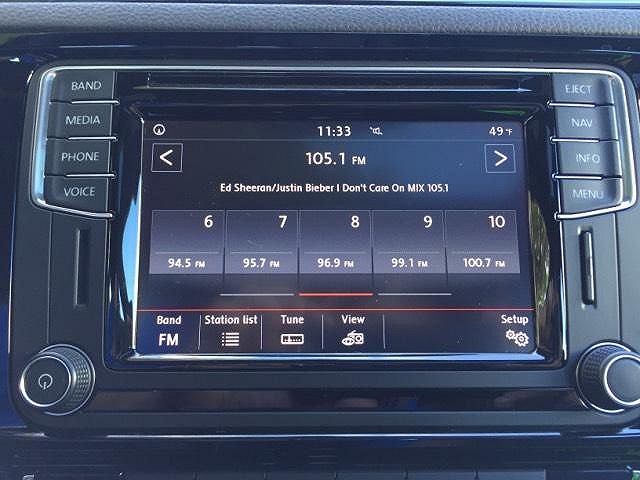 BAND
MEDIA
PHONE
VOICE
EJECT
NAV
INFO
MENU
11:33 49 °F
< 105.1 FM >
Ed Sheeran/Justin Bieber I Don't Care On MIX 105.1
6 7 8 9 10
94.5 FM 95.7 FM 96.9 FM 99.1 FM 100.7 FM
Band Station list Tune View Setup
FM